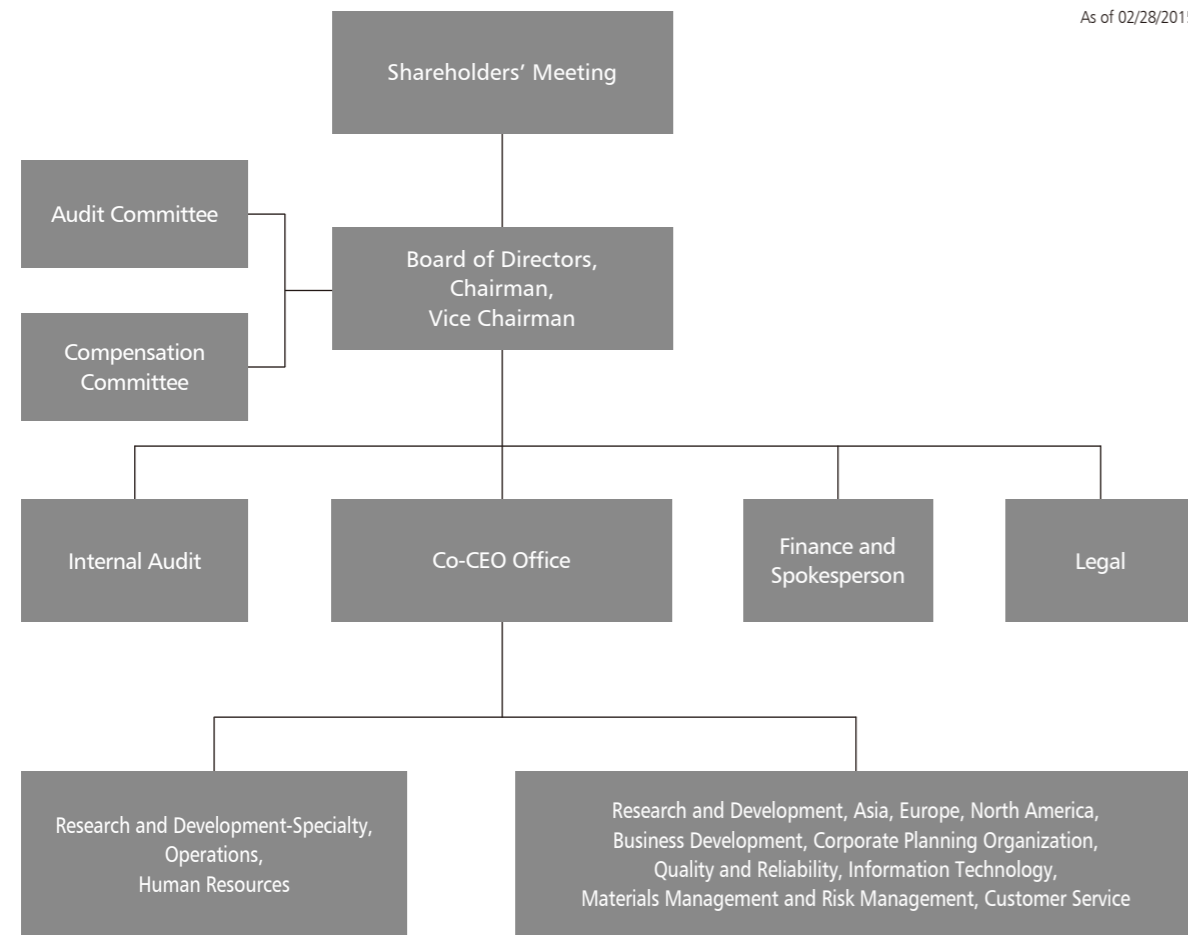 As of 02/28/2015
Shareholders’ Meeting
Audit Committee
Board of Directors,
Chairman,
Vice Chairman
Compensation
Committee
Internal Audit
Co-CEO Office
Finance and
Spokesperson
Legal
Research and Development-Specialty,
Operations,
Human Resources
Research and Development, Asia, Europe, North America,
Business Development, Corporate Planning Organization,
Quality and Reliability, Information Technology,
Materials Management and Risk Management, Customer Service